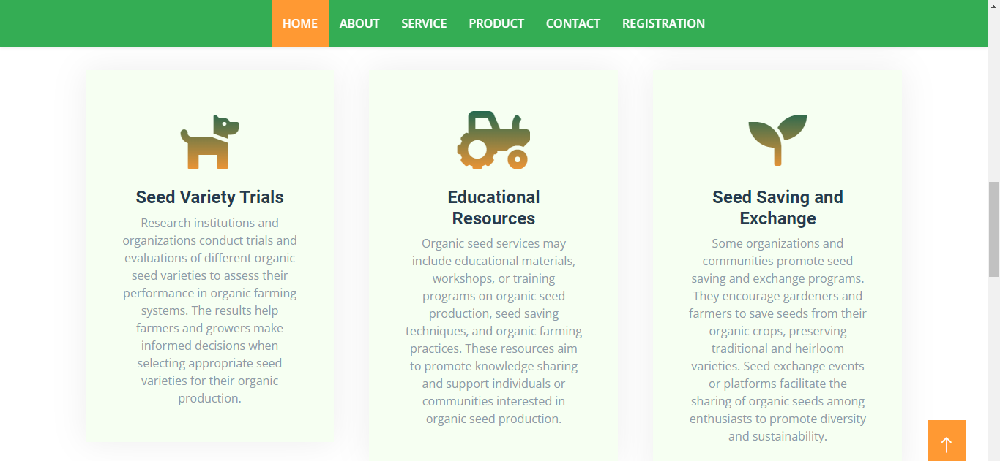 HOME ABOUT SERVICE PRODUCT CONTACT REGISTRATION
Seed Variety Trials
Research institutions and
organizations conduct trials and
evaluations of different organic
seed varieties to assess their
performance in organic farming
systems. The results help
farmers and growers make
informed decisions when
selecting appropriate seed
varieties for their organic
production.
Educational
Resources
Organic seed services may
include educational materials,
workshops, or training
programs on organic seed
production, seed saving
techniques, and organic farming
practices. These resources aim
to promote knowledge sharing
and support individuals or
communities interested in
organic seed production.
Seed Saving and
Exchange
Some organizations and
communities promote seed
saving and exchange programs.
They encourage gardeners and
farmers to save seeds from their
organic crops, preserving
traditional and heirloom
varieties. Seed exchange events
or platforms facilitate the
sharing of organic seeds among
enthusiasts to promote diversity
and sustainability.